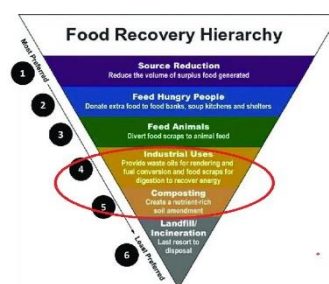 Food Recovery Hierarchy
Most Preferred
1
Source Reduction
Reduce the volume of surplus food generated
2
Feed Hungry People
Donate extra food to food banks, soup kitchens and shelters
3
Feed Animals
Divert food scraps to animal feed
4
Industrial Uses
Provide waste oils for rendering and
fuel conversion and food scraps for
digestion to recover energy
5
Composting
Create a nutrient-rich
soil amendment
6
Landfill/
Incineration
Last resort to
disposal
Least Preferred